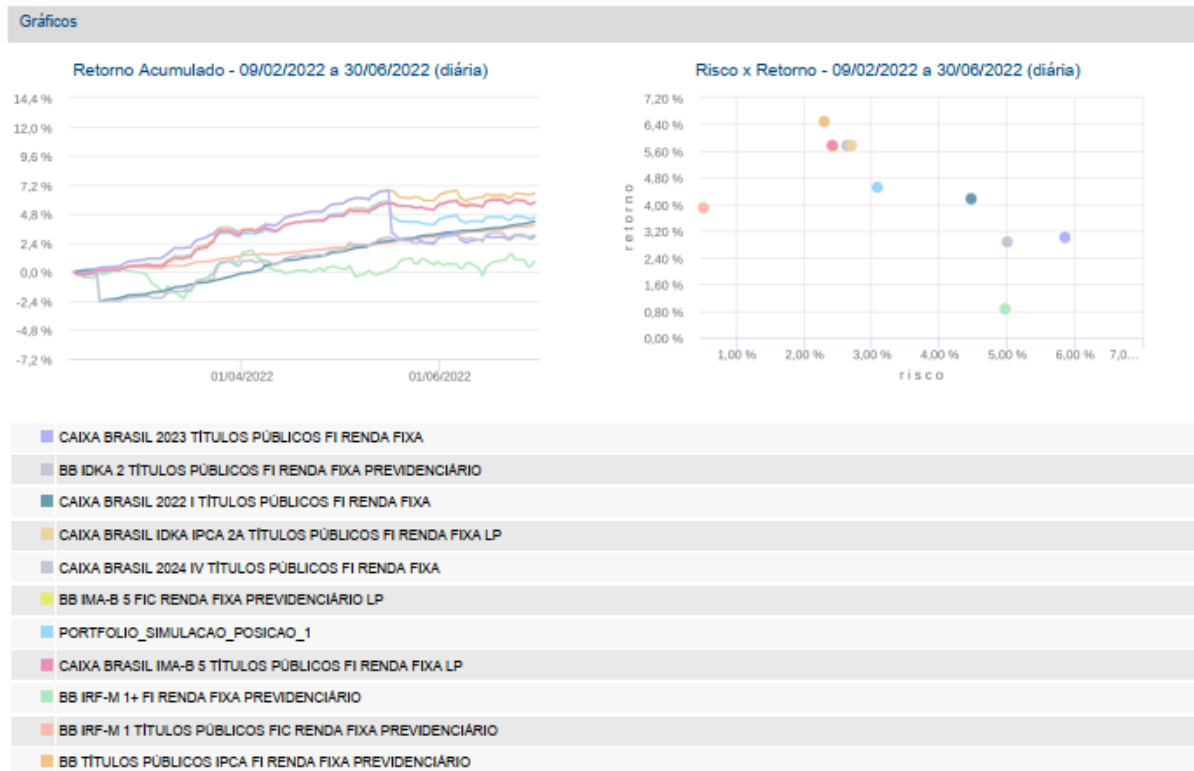 Gráficos
Retorno Acumulado - 09/02/2022 a 30/06/2022 (diária)
14,4 %
12,0 %
9,6 %
7,2 %
4,8 %
2,4 %
0,0 %
-2,4 %
-4,8 %
-7,2 %
01/04/2022
01/06/2022
Risco x Retorno - 09/02/2022 a 30/06/2022 (diária)
retorno
7,20 %
6,40 %
5,60 %
4,80 %
4,00 %
3,20 %
2,40 %
1,60 %
0,80 %
0,00 %
1,00 %
2,00 %
3,00 %
4,00 %
5,00 %
6,00 %
7,0...
risco
CAIXA BRASIL 2023 TÍTULOS PÚBLICOS FI RENDA FIXA
BB IDKA 2 TÍTULOS PÚBLICOS FI RENDA FIXA PREVIDENCIÁRIO
CAIXA BRASIL 2022 I TÍTULOS PÚBLICOS FI RENDA FIXA
CAIXA BRASIL IDKA IPCA 2A TÍTULOS PÚBLICOS FI RENDA FIXA LP
CAIXA BRASIL 2024 IV TÍTULOS PÚBLICOS FI RENDA FIXA
BB IMA-B 5 FIC RENDA FIXA PREVIDENCIÁRIO LP
PORTFOLIO_SIMULACAO_POSICAO_1
CAIXA BRASIL IMA-B 5 TÍTULOS PÚBLICOS FI RENDA FIXA LP
BB IRF-M 1+ FI RENDA FIXA PREVIDENCIÁRIO
BB IRF-M 1 TÍTULOS PÚBLICOS FIC RENDA FIXA PREVIDENCIÁRIO
BB TÍTULOS PÚBLICOS IPCA FI RENDA FIXA PREVIDENCIÁRIO